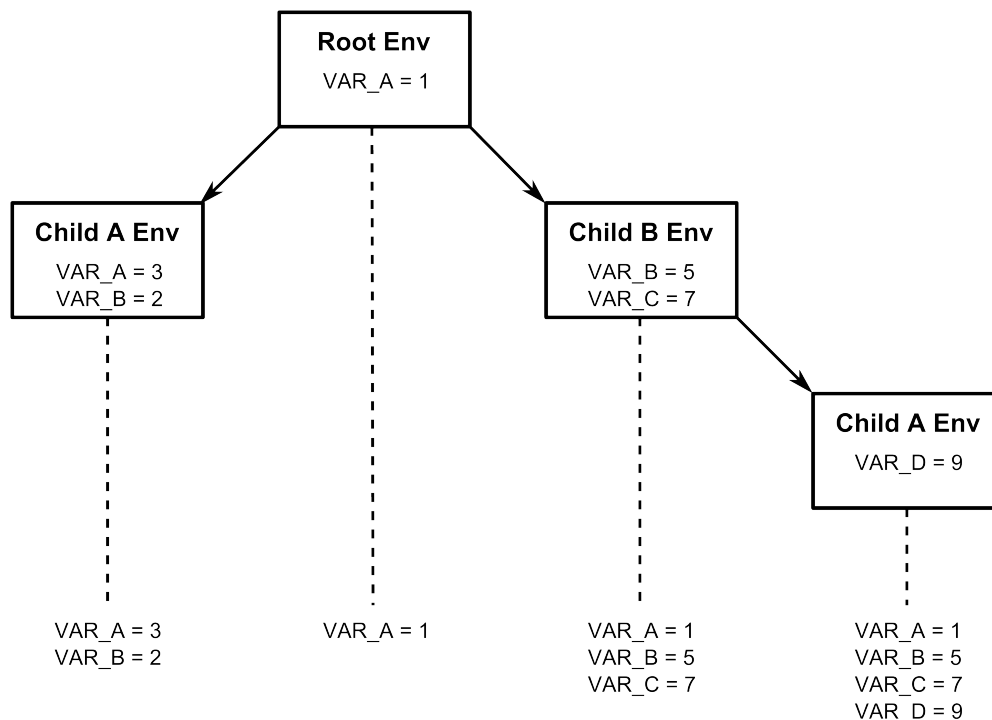 Root Env
VAR_A = 1
Child A Env
VAR_A = 3
VAR_B = 2
Child B Env
VAR_B = 5
VAR_C = 7
Child A Env
VAR_D = 9
VAR_A = 3
VAR_B = 2
VAR_A = 1
VAR_A = 1
VAR_B = 5
VAR_C = 7
VAR_A = 1
VAR_B = 5
VAR_C = 7
VAR_D = 9